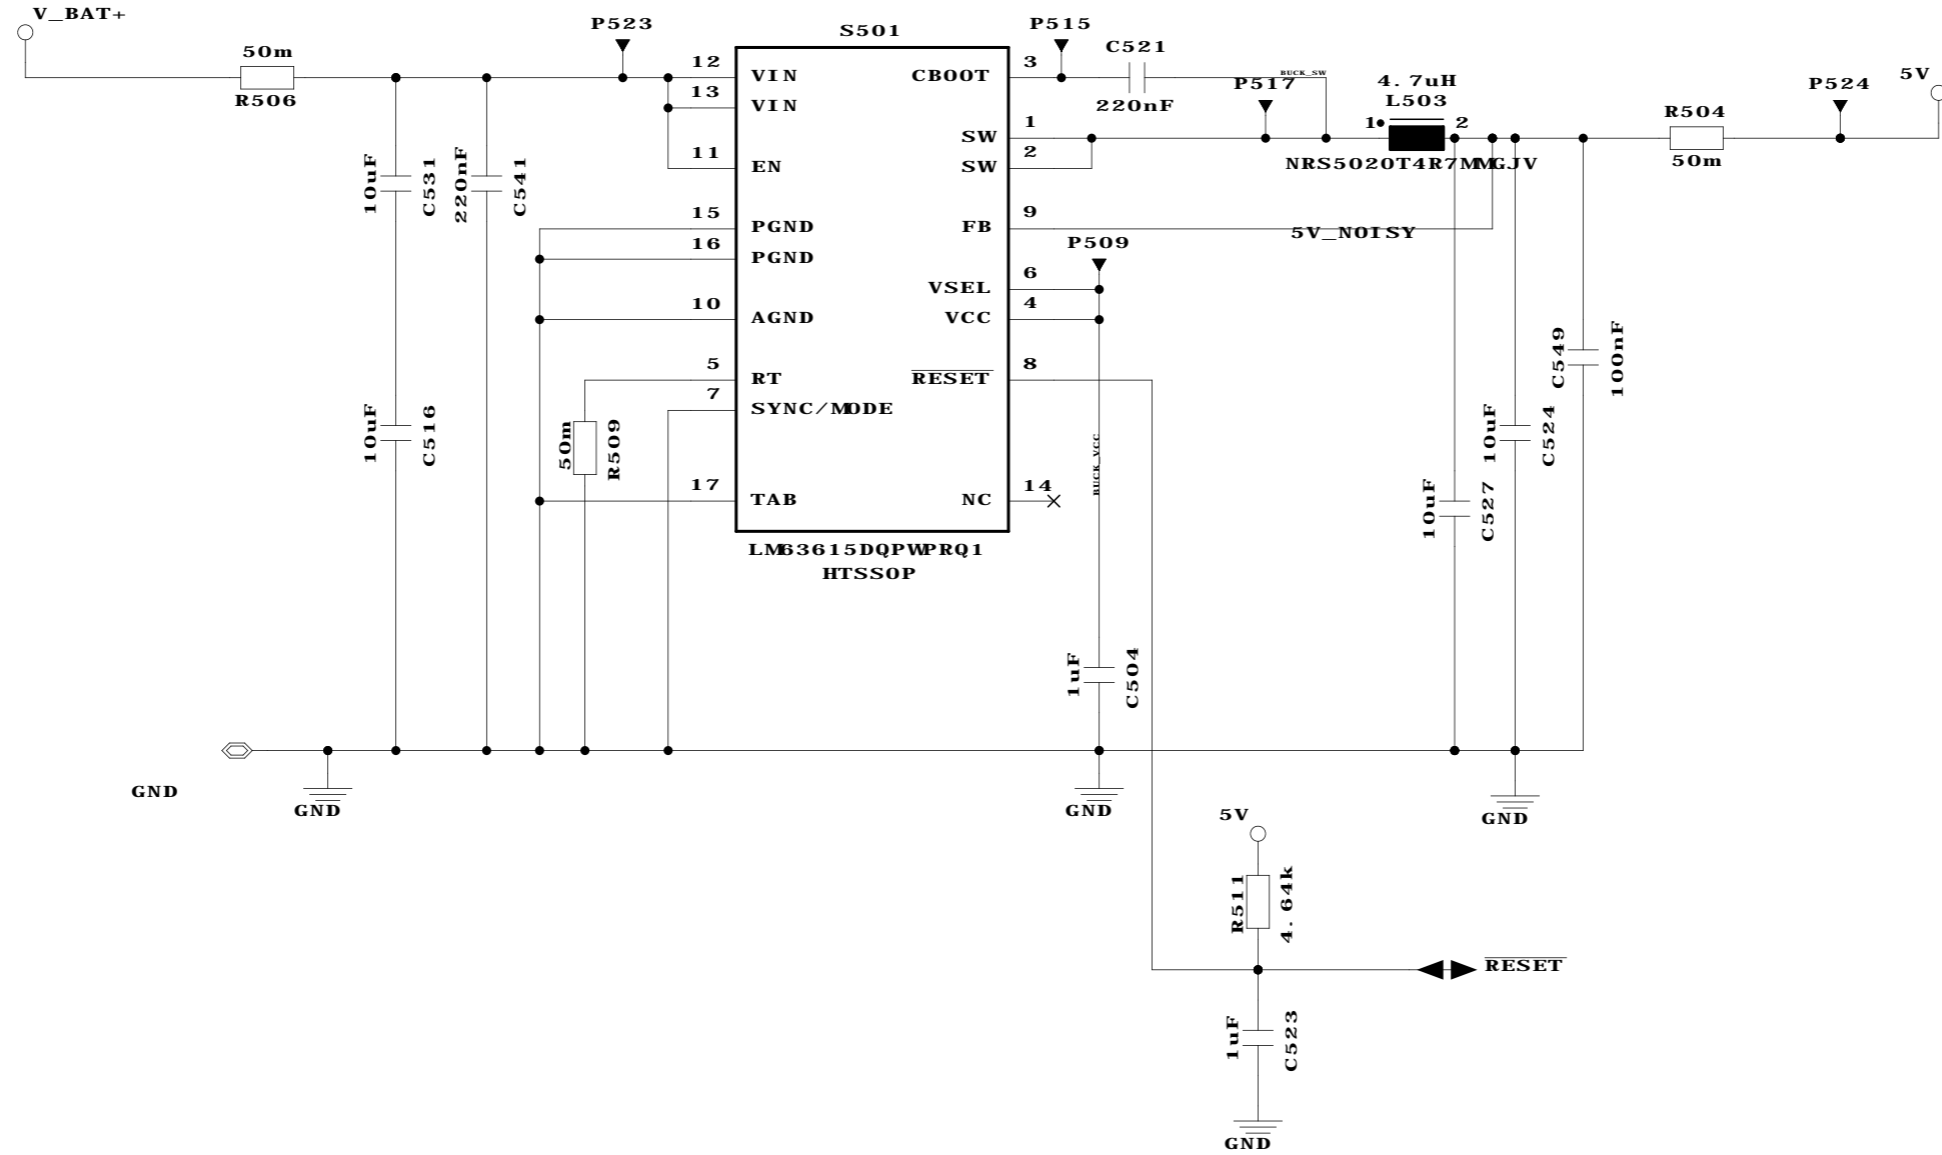 V_BAT+
50m
R506
P523
S501
P515
C521
220nF
BUCK_SW
P517
4.7uH
L503
1
2
NRS5020T4R7MMGJV
R504
50m
P524
5V
12
VIN
13
VIN
11
EN
15
PGND
16
PGND
10
AGND
5
RT
7
SYNC/MODE
17
TAB
CBOOT
3
SW
1
SW
2
FB
9
5V_NOISY
P509
VSEL
6
VCC
4
RESET
8
NC
14
LM63615DQPWPRQ1
HTSSOP
10uF
C531
220nF
C541
10uF
C516
50m
R509
BUCK_VCC
1uF
C504
C549
100nF
10uF
C524
10uF
C527
GND
GND
GND
GND
5V
R511
4.64k
RESET
1uF
C523
GND